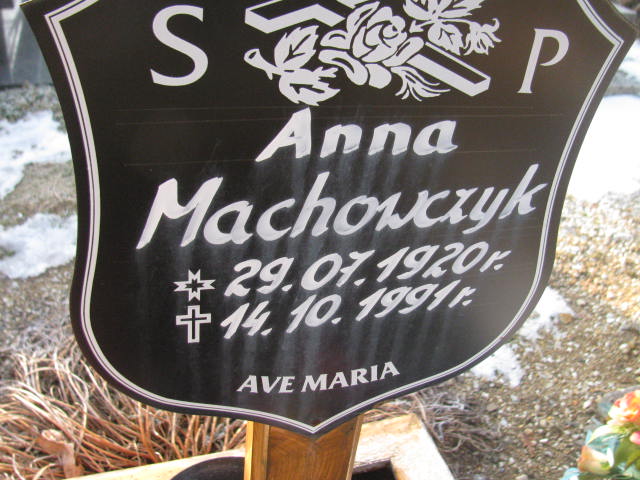 S P
Anna
Machowczyk
29.07.1920r.
14.10.1991r.
AVE MARIA